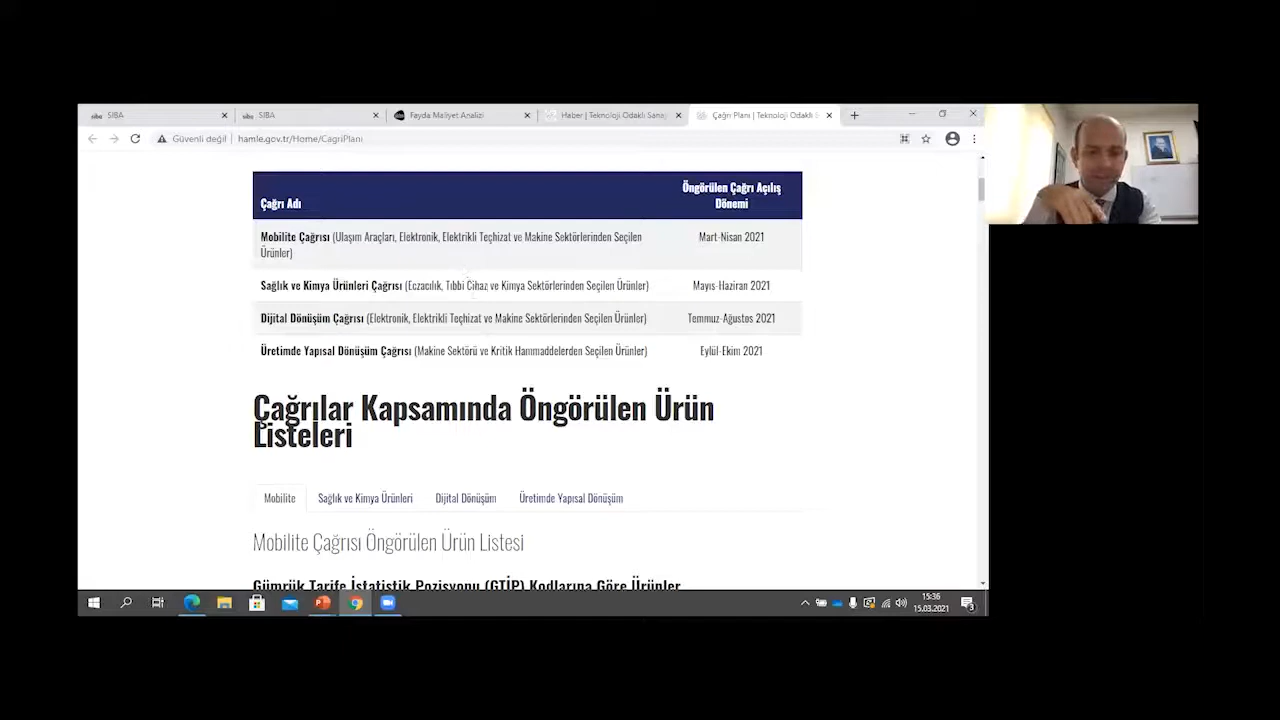 SIBA
SIBA
Fayda Maliyet Analizi
Haber | Teknoloji Odaklı Sanay
Çağrı Planı | Teknoloji Odaklı S
Güvenli değil
hamle.gov.tr/Home/CagriPlani
Çağrı Adı
Öngörülen Çağrı Açılış
Dönemi
Mobilite Çağrısı (Ulaşım Araçları, Elektronik, Elektrikli Teçhizat ve Makine Sektörlerinden Seçilen
Ürünler)
Mart-Nisan 2021
Sağlık ve Kimya Ürünleri Çağrısı (Eczacılık, Tıbbi Cihaz ve Kimya Sektörlerinden Seçilen Ürünler)
Mayıs-Haziran 2021
Dijital Dönüşüm Çağrısı (Elektronik, Elektrikli Teçhizat ve Makine Sektörlerinden Seçilen Ürünler)
Temmuz-Ağustos 2021
Üretimde Yapısal Dönüşüm Çağrısı (Makine Sektörü ve Kritik Hammaddelerden Seçilen Ürünler)
Eylül-Ekim 2021
Çağrılar Kapsamında Öngörülen Ürün
Listeleri
Mobilite
Sağlık ve Kimya Ürünleri
Dijital Dönüşüm
Üretimde Yapısal Dönüşüm
Mobilite Çağrısı Öngörülen Ürün Listesi
Gümrük Tarife İstatistik Pozisyonu (GTİP) Kodlarına Göre Ürünler
15:36
15.03.2021
3